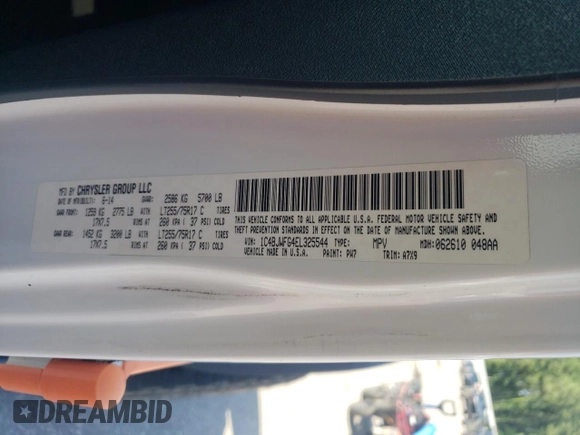 MFD BY CHRYSLER GROUP LLC
DATE OF MFR/BUILT: 6-14 GVWR: 2586 KG 5700 LB
GAWR FRONT: 1259 KG 2775 LB WITH LT255/75R17 C
17X7.5 RIMS AT 260 KPA ( 37 PSI) COLD
GAWR REAR: 1452 KG 3200 LB WITH LT255/75R17 C
17X7.5 RIMS AT 260 KPA ( 37 PSI) COLD
THIS VEHICLE CONFORMS TO ALL APPLICABLE U.S.A. FEDERAL MOTOR VEHICLE SAFETY AND
THEFT PREVENTION STANDARDS IN EFFECT ON THE DATE OF MANUFACTURE SHOWN ABOVE.
VIN: 1C4BJWFG4EL325544 TYPE: MPV MDH: 062610 048AA
MADE IN U.S.A. PAINT: PW7 TRIM: A7X9
DREAMBID